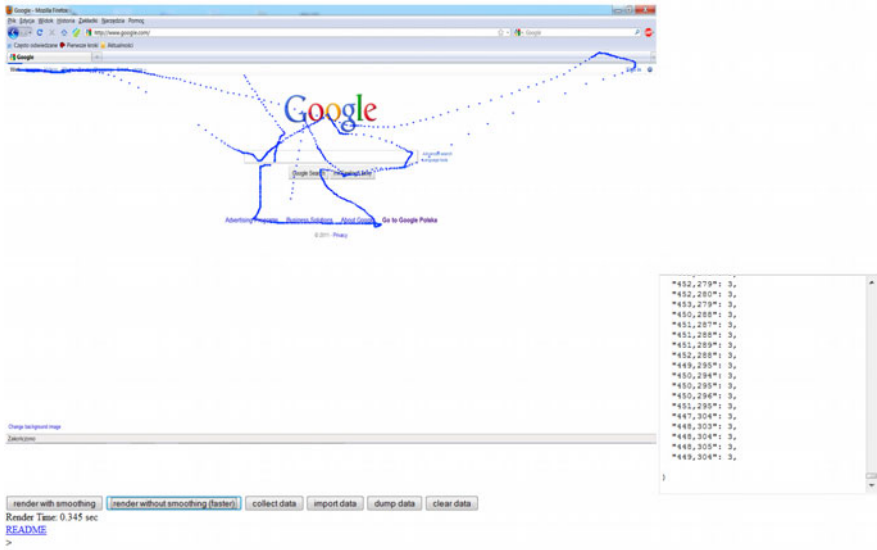 Google - Mozilla Firefox
Plik Edycja Widok Historia Zakładki Narzędzia Pomoc
http://www.google.com/
Google
Często odwiedzane Pierwsze kroki Aktualności
Google
Sign in
Google
Advanced search
Language tools
Google Search
Advertising Programs Business Solutions About Google Go to Google Polska
© 2011 - Privacy
"452,279": 3,
"452,280": 3,
"453,279": 3,
"450,288": 3,
"451,287": 3,
"451,288": 3,
"451,289": 3,
"452,288": 3,
"449,295": 3,
"450,294": 3,
"450,295": 3,
"450,296": 3,
"451,295": 3,
"447,304": 3,
"448,303": 3,
"448,304": 3,
"448,305": 3,
"449,304": 3,
}
Change background image
Zakończono
render with smoothing render without smoothing (faster) collect data import data dump data clear data
Render Time: 0.345 sec
README
>